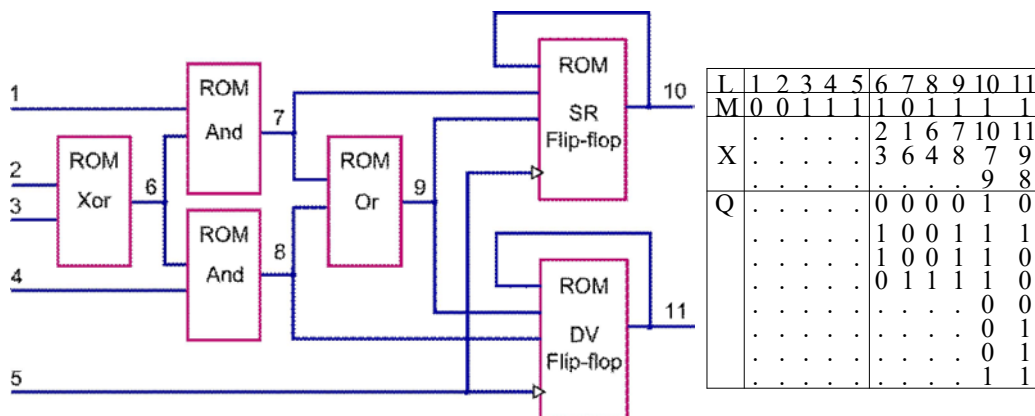 1
2
3
4
5
ROM
Xor
6
ROM
And
7
ROM
And
8
ROM
Or
9
ROM
SR
Flip-flop
10
ROM
DV
Flip-flop
11
L 1 2 3 4 5 6 7 8 9 10 11
M 0 0 1 1 1 1 0 1 1 1 1
. . . . . 2 1 6 7 10 11
X . . . . . 3 6 4 8 7 9
. . . . . . . . . 9 8
Q . . . . . 0 0 0 0 1 0
. . . . . 1 0 0 1 1 1
. . . . . 1 0 0 1 1 0
. . . . . 0 1 1 1 1 0
. . . . . . . . . 0 0
. . . . . . . . . 0 1
. . . . . . . . . 0 1
. . . . . . . . . 1 1